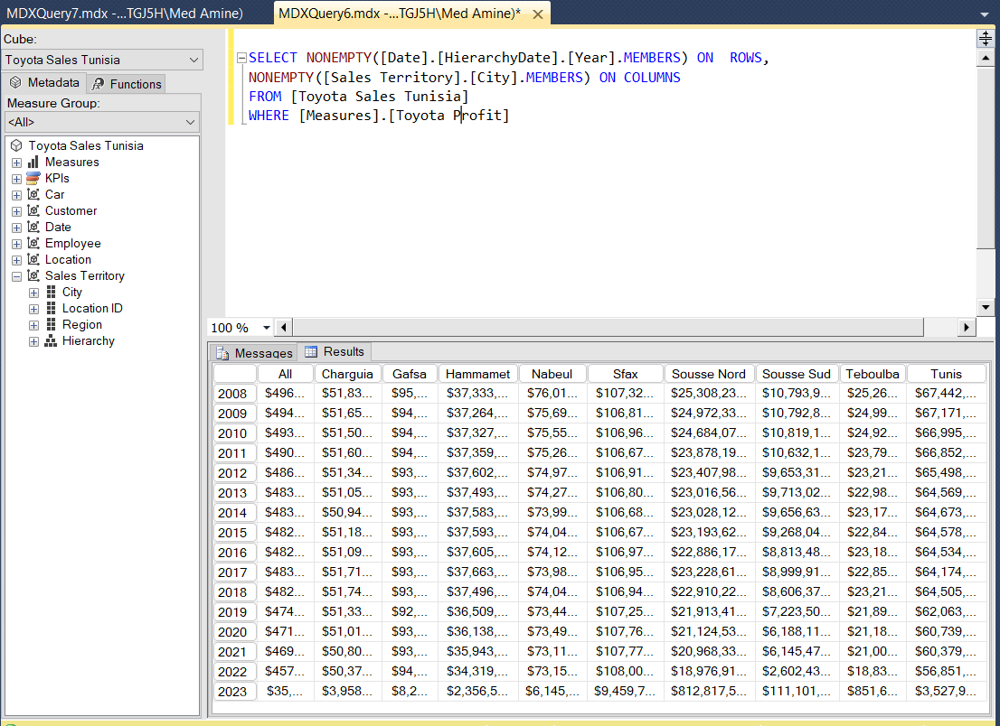 MDXQuery7.mdx -...TGJ5H\Med Amine) MDXQuery6.mdx -...TGJ5H\Med Amine)*
Cube:
Toyota Sales Tunisia
Metadata Functions
Measure Group:
<All>
Toyota Sales Tunisia
Measures
KPIs
Car
Customer
Date
Employee
Location
Sales Territory
City
Location ID
Region
Hierarchy
SELECT NONEMPTY([Date].[HierarchyDate].[Year].MEMBERS) ON  ROWS,
NONEMPTY([Sales Territory].[City].MEMBERS) ON COLUMNS
FROM [Toyota Sales Tunisia]
WHERE [Measures].[Toyota Profit]
100 %
Messages Results
All Charguia Gafsa Hammamet Nabeul Sfax Sousse Nord Sousse Sud Teboulba Tunis
2008 $496... $51,83... $95,... $37,333,... $76,01... $107,32... $25,308,23... $10,793,9... $25,26... $67,442,...
2009 $494... $51,65... $94,... $37,264,... $75,69... $106,81... $24,972,33... $10,792,8... $24,99... $67,171,...
2010 $493... $51,50... $94,... $37,327,... $75,55... $106,96... $24,684,07... $10,819,1... $24,92... $66,995,...
2011 $490... $51,60... $94,... $37,359,... $75,26... $106,67... $23,878,19... $10,632,1... $23,79... $66,852,...
2012 $486... $51,34... $93,... $37,602,... $74,97... $106,91... $23,407,98... $9,653,31... $23,21... $65,498,...
2013 $483... $51,05... $93,... $37,493,... $74,27... $106,80... $23,016,56... $9,713,02... $22,98... $64,569,...
2014 $483... $50,94... $93,... $37,583,... $73,99... $106,68... $23,028,12... $9,656,63... $23,17... $64,673,...
2015 $482... $51,18... $93,... $37,593,... $74,04... $106,67... $23,193,62... $9,268,04... $22,84... $64,578,...
2016 $482... $51,09... $93,... $37,605,... $74,12... $106,97... $22,886,17... $8,813,48... $23,18... $64,534,...
2017 $483... $51,71... $93,... $37,663,... $73,98... $106,95... $23,228,61... $8,999,91... $22,85... $64,174,...
2018 $482... $51,74... $93,... $37,496,... $74,04... $106,94... $22,910,22... $8,606,37... $23,21... $64,505,...
2019 $474... $51,33... $92,... $36,509,... $73,44... $107,25... $21,913,41... $7,223,50... $21,89... $62,063,...
2020 $471... $51,01... $93,... $36,138,... $73,49... $107,76... $21,124,53... $6,188,11... $21,18... $60,739,...
2021 $469... $50,80... $93,... $35,943,... $73,11... $107,77... $20,968,33... $6,145,47... $21,00... $60,379,...
2022 $457... $50,37... $94,... $34,319,... $73,15... $108,00... $18,976,91... $2,602,43... $18,83... $56,851,...
2023 $35,... $3,958... $8,2... $2,356,5... $6,145,... $9,459,7... $812,817,5... $111,101,... $851,6... $3,527,9...